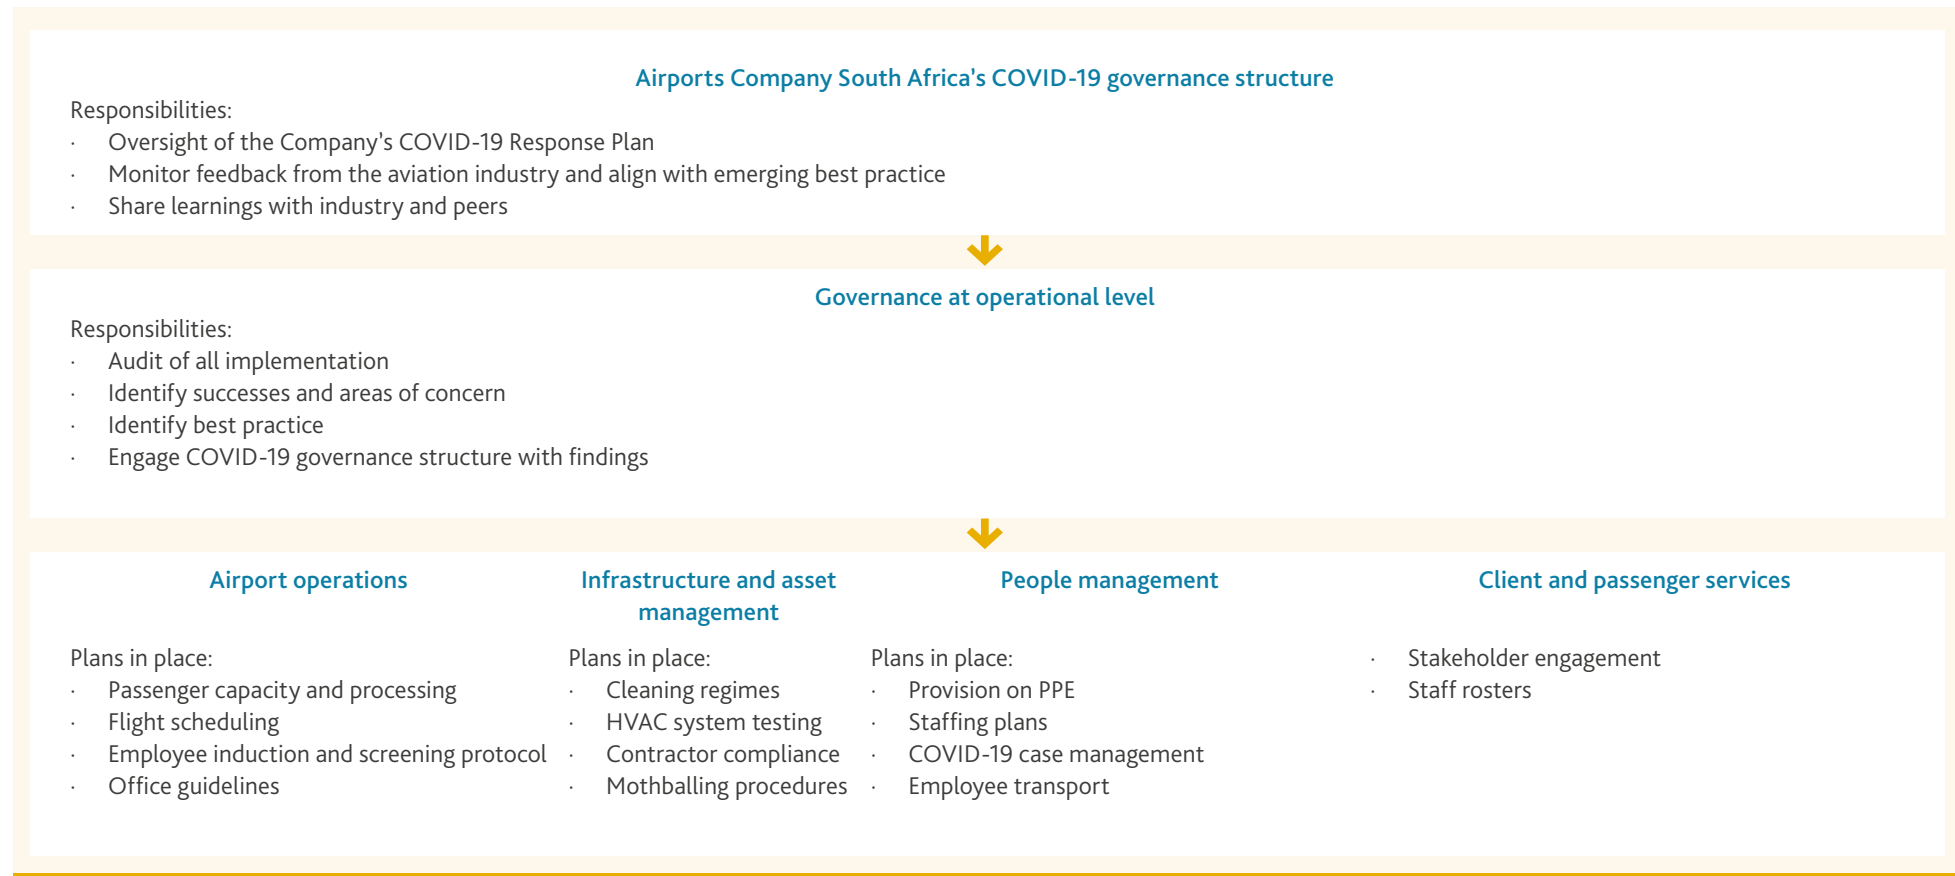 Airports Company South Africa's COVID-19 governance structure
Responsibilities:
· Oversight of the Company's COVID-19 Response Plan
· Monitor feedback from the aviation industry and align with emerging best practice
· Share learnings with industry and peers
Governance at operational level
Responsibilities:
· Audit of all implementation
· Identify successes and areas of concern
· Identify best practice
· Engage COVID-19 governance structure with findings
Airport operations
Plans in place:
· Passenger capacity and processing
· Flight scheduling
· Employee induction and screening protocol
· Office guidelines
Infrastructure and asset
management
Plans in place:
· Cleaning regimes
· HVAC system testing
· Contractor compliance
· Mothballing procedures
People management
Plans in place:
· Provision on PPE
· Staffing plans
· COVID-19 case management
· Employee transport
Client and passenger services
· Stakeholder engagement
· Staff rosters